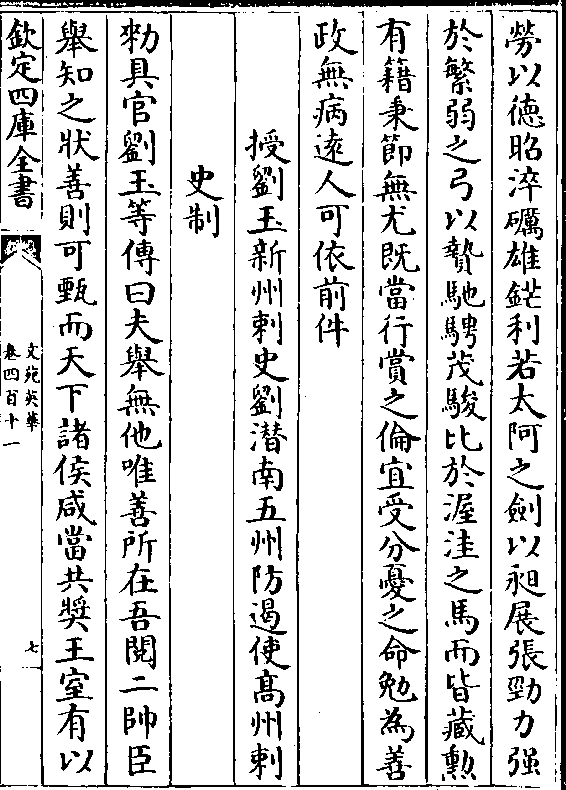 勞以徳昭淬礪雄鋩利若太阿之劍以昶展張勁力强
於繁弱之弓以贄馳騁茂駿比於渥洼之馬而皆藏勲
有籍秉節無尤既當行賞之倫宜受分憂之命勉為善
政無病逺人可依前件
授劉玉新州刺史劉潜南五州防遏使髙州刺
史制
勑具官劉玉等傳曰夫舉無他唯善所在吾閱二帥臣
舉知之狀善則可甄而天下諸侯咸當共奬王室有以
欽定四庫全書
文苑英華
卷四百十一
七